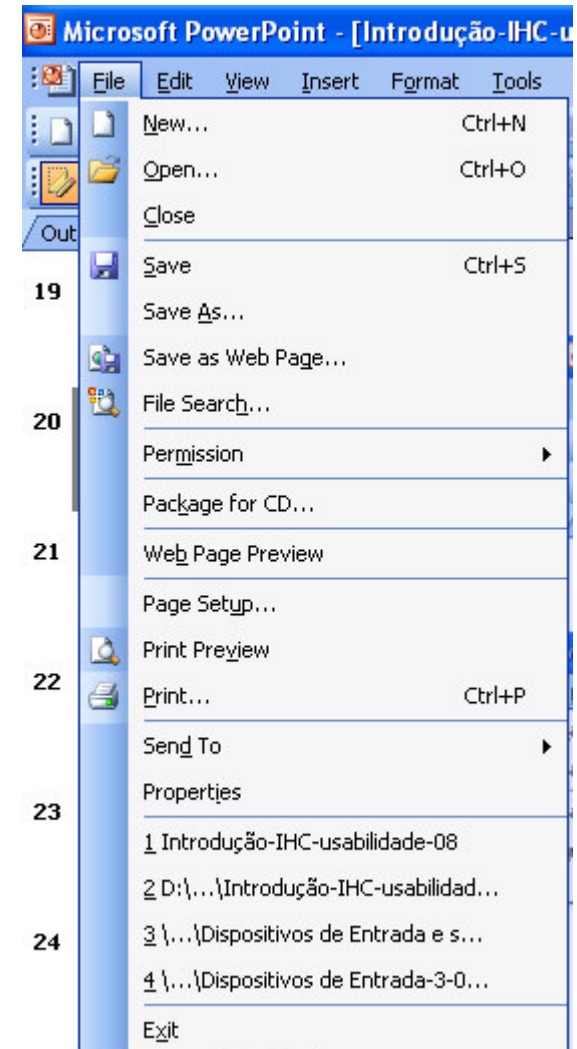 Microsoft PowerPoint - [Introdução-IHC-u
File Edit View Insert Format Tools
New... Ctrl+N
Open... Ctrl+O
Close
Out
Save Ctrl+S
19
Save As...
Save as Web Page...
File Search...
20
Permission
Package for CD...
21
Web Page Preview
Page Setup...
Print Preview
22
Print... Ctrl+P
Send To
Properties
23
1 Introdução-IHC-usabilidade-08
2 D:\...\Introdução-IHC-usabilidad...
24
3 \...\Dispositivos de Entrada e s...
4 \...\Dispositivos de Entrada-3-0...
Exit